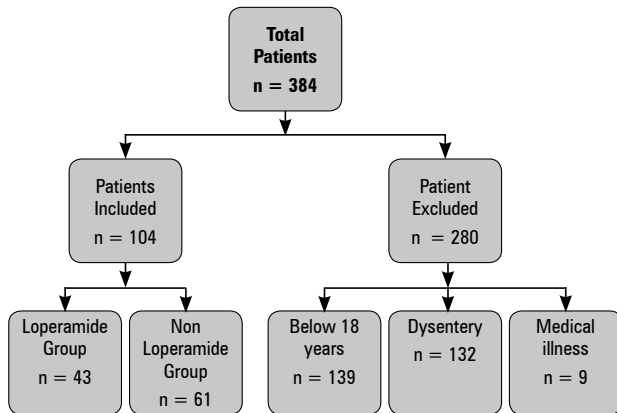 Total
Patients
n = 384
Patients
Included
n = 104
Patient
Excluded
n = 280
Loperamide
Group
n = 43
Non
Loperamide
Group
n = 61
Below 18
years
n = 139
Dysentery
n = 132
Medical
illness
n = 9